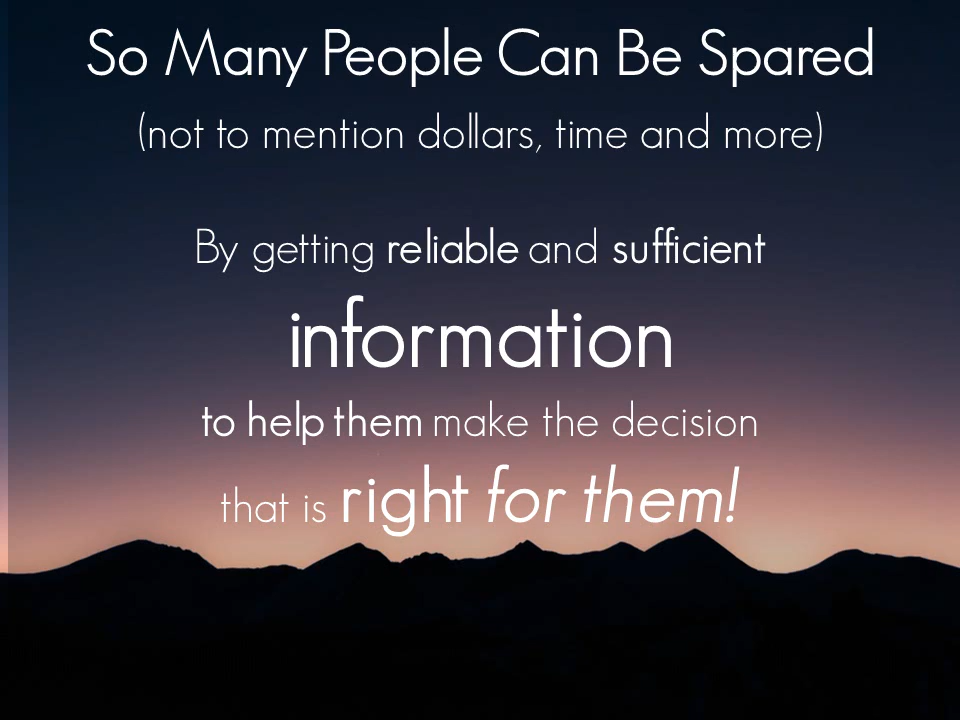 So Many People Can Be Spared
(not to mention dollars, time and more)
By getting reliable and sufficient
information
to help them make the decision
that is right for them!